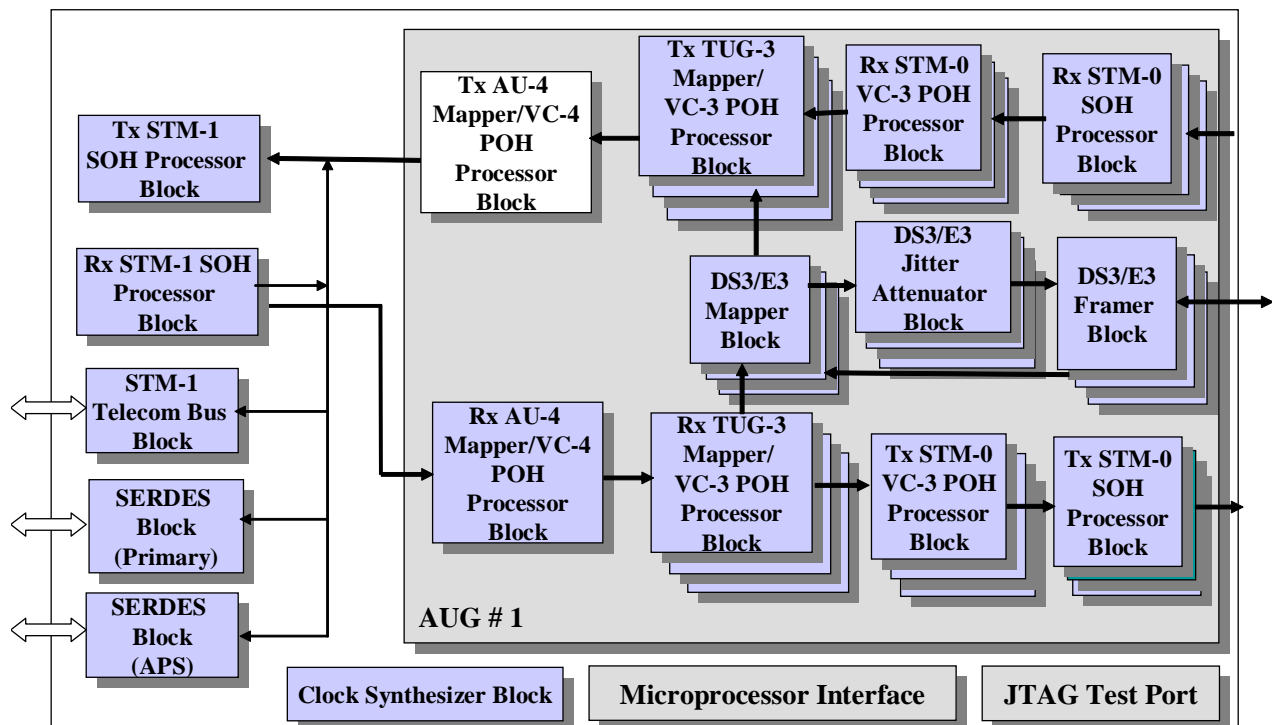 Tx STM-1
SOH Processor
Block
Rx STM-1 SOH
Processor
Block
STM-1
Telecom Bus
Block
SERDES
Block
(Primary)
SERDES
Block
(APS)
Tx AU-4
Mapper/VC-4
POH
Processor
Block
Tx TUG-3
Mapper/
VC-3 POH
Processor
Block
Rx STM-0
VC-3 POH
Processor
Block
Rx STM-0
SOH
Processor
Block
DS3/E3
Mapper
Block
DS3/E3
Jitter
Attenuator
Block
DS3/E3
Framer
Block
Rx AU-4
Mapper/VC-4
POH
Processor
Block
Rx TUG-3
Mapper/
VC-3 POH
Processor
Block
Tx STM-0
VC-3 POH
Processor
Block
Tx STM-0
SOH
Processor
Block
AUG # 1
Clock Synthesizer Block
Microprocessor Interface
JTAG Test Port